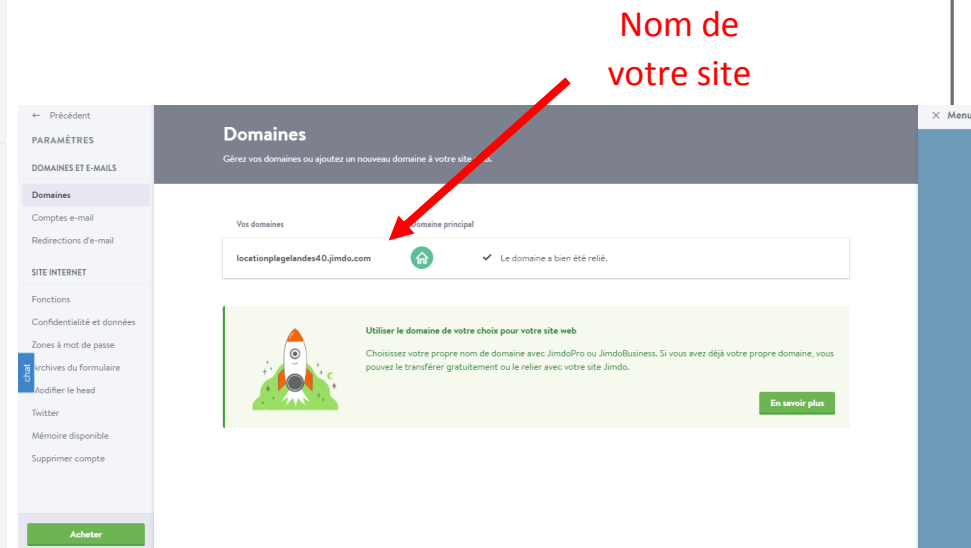 Nom de
votre site
← Précédent
PARAMÈTRES
DOMAINES ET E-MAILS
Domaines
Comptes e-mail
Redirections d'e-mail
SITE INTERNET
Fonctions
Confidentialité et données
Zones à mot de passe
Archives du formulaire
Modifier le head
Twitter
Mémoire disponible
Supprimer compte
Acheter
chat
Domaines
Gérez vos domaines ou ajoutez un nouveau domaine à votre site web.
Vos domaines
Domaine principal
locationplagelandes40.jimdo.com
✓ Le domaine a bien été relié.
Utiliser le domaine de votre choix pour votre site web
Choisissez votre propre nom de domaine avec JimdoPro ou JimdoBusiness. Si vous avez déjà votre propre domaine, vous
pouvez le transférer gratuitement ou le relier avec votre site Jimdo.
En savoir plus
× Menu